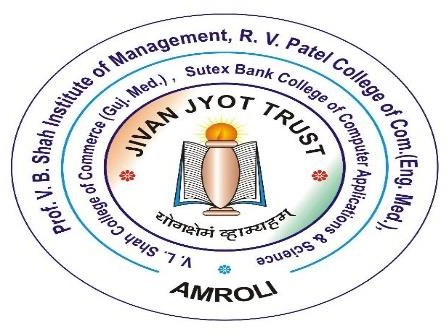 Prof. V. B. Shah Institute of Management, R. V. Patel College of Com.(Eng. Med.),
V. L. Shah College of Commerce (Guj. Med.) , Sutex Bank College of Computer Applications & Science
JIVAN JYOT TRUST
योगक्षेमं व्हाम्यहम्
AMROLI